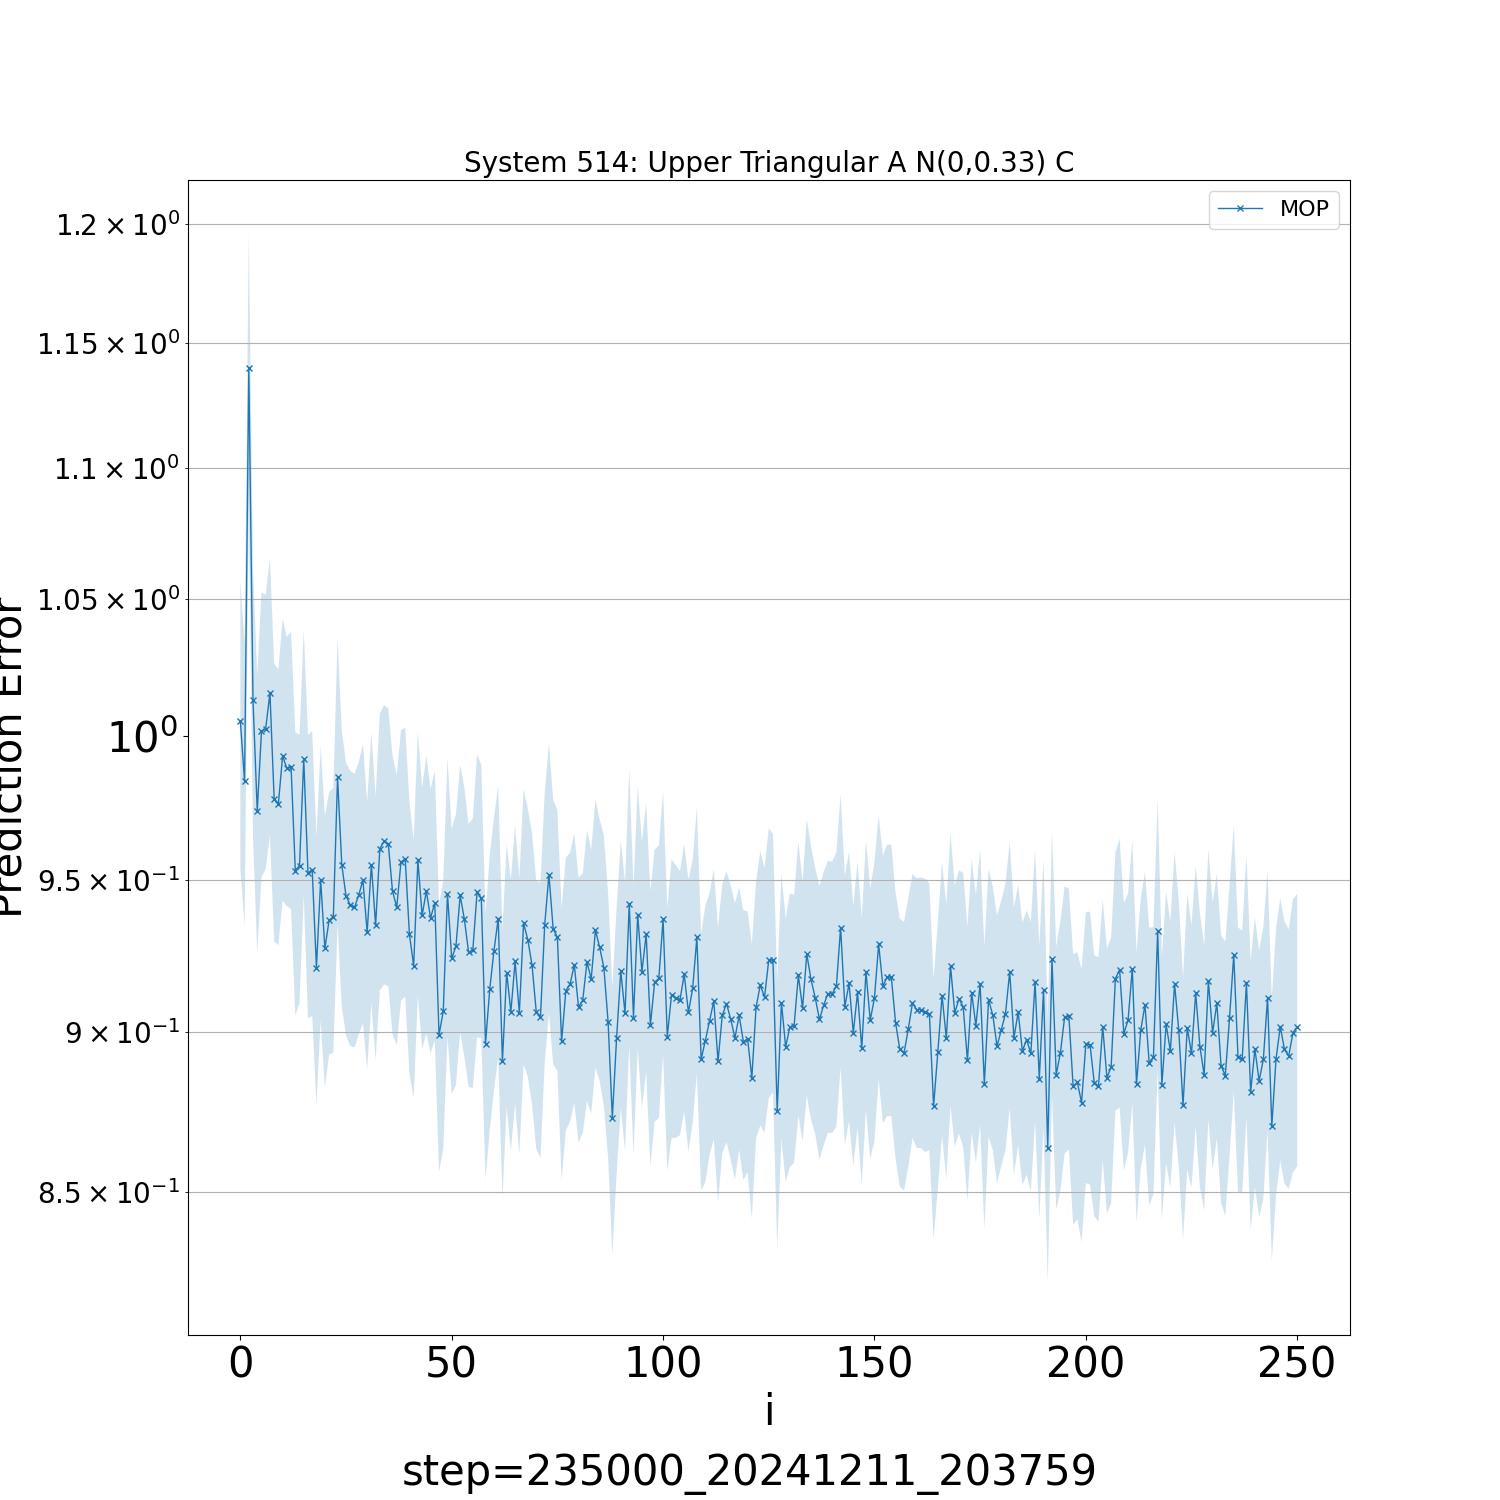 System 514: Upper Triangular A N(0,0.33) C
MOP
1.2 × 10⁰
1.15 × 10⁰
1.1 × 10⁰
1.05 × 10⁰
10⁰
9.5 × 10⁻¹
9 × 10⁻¹
8.5 × 10⁻¹
Prediction Error
0 50 100 150 200 250
i
step=235000_20241211_203759